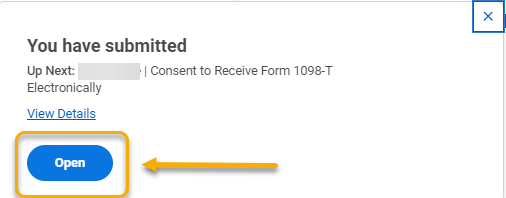 You have submitted
Up Next: | Consent to Receive Form 1098-T
Electronically
View Details
Open